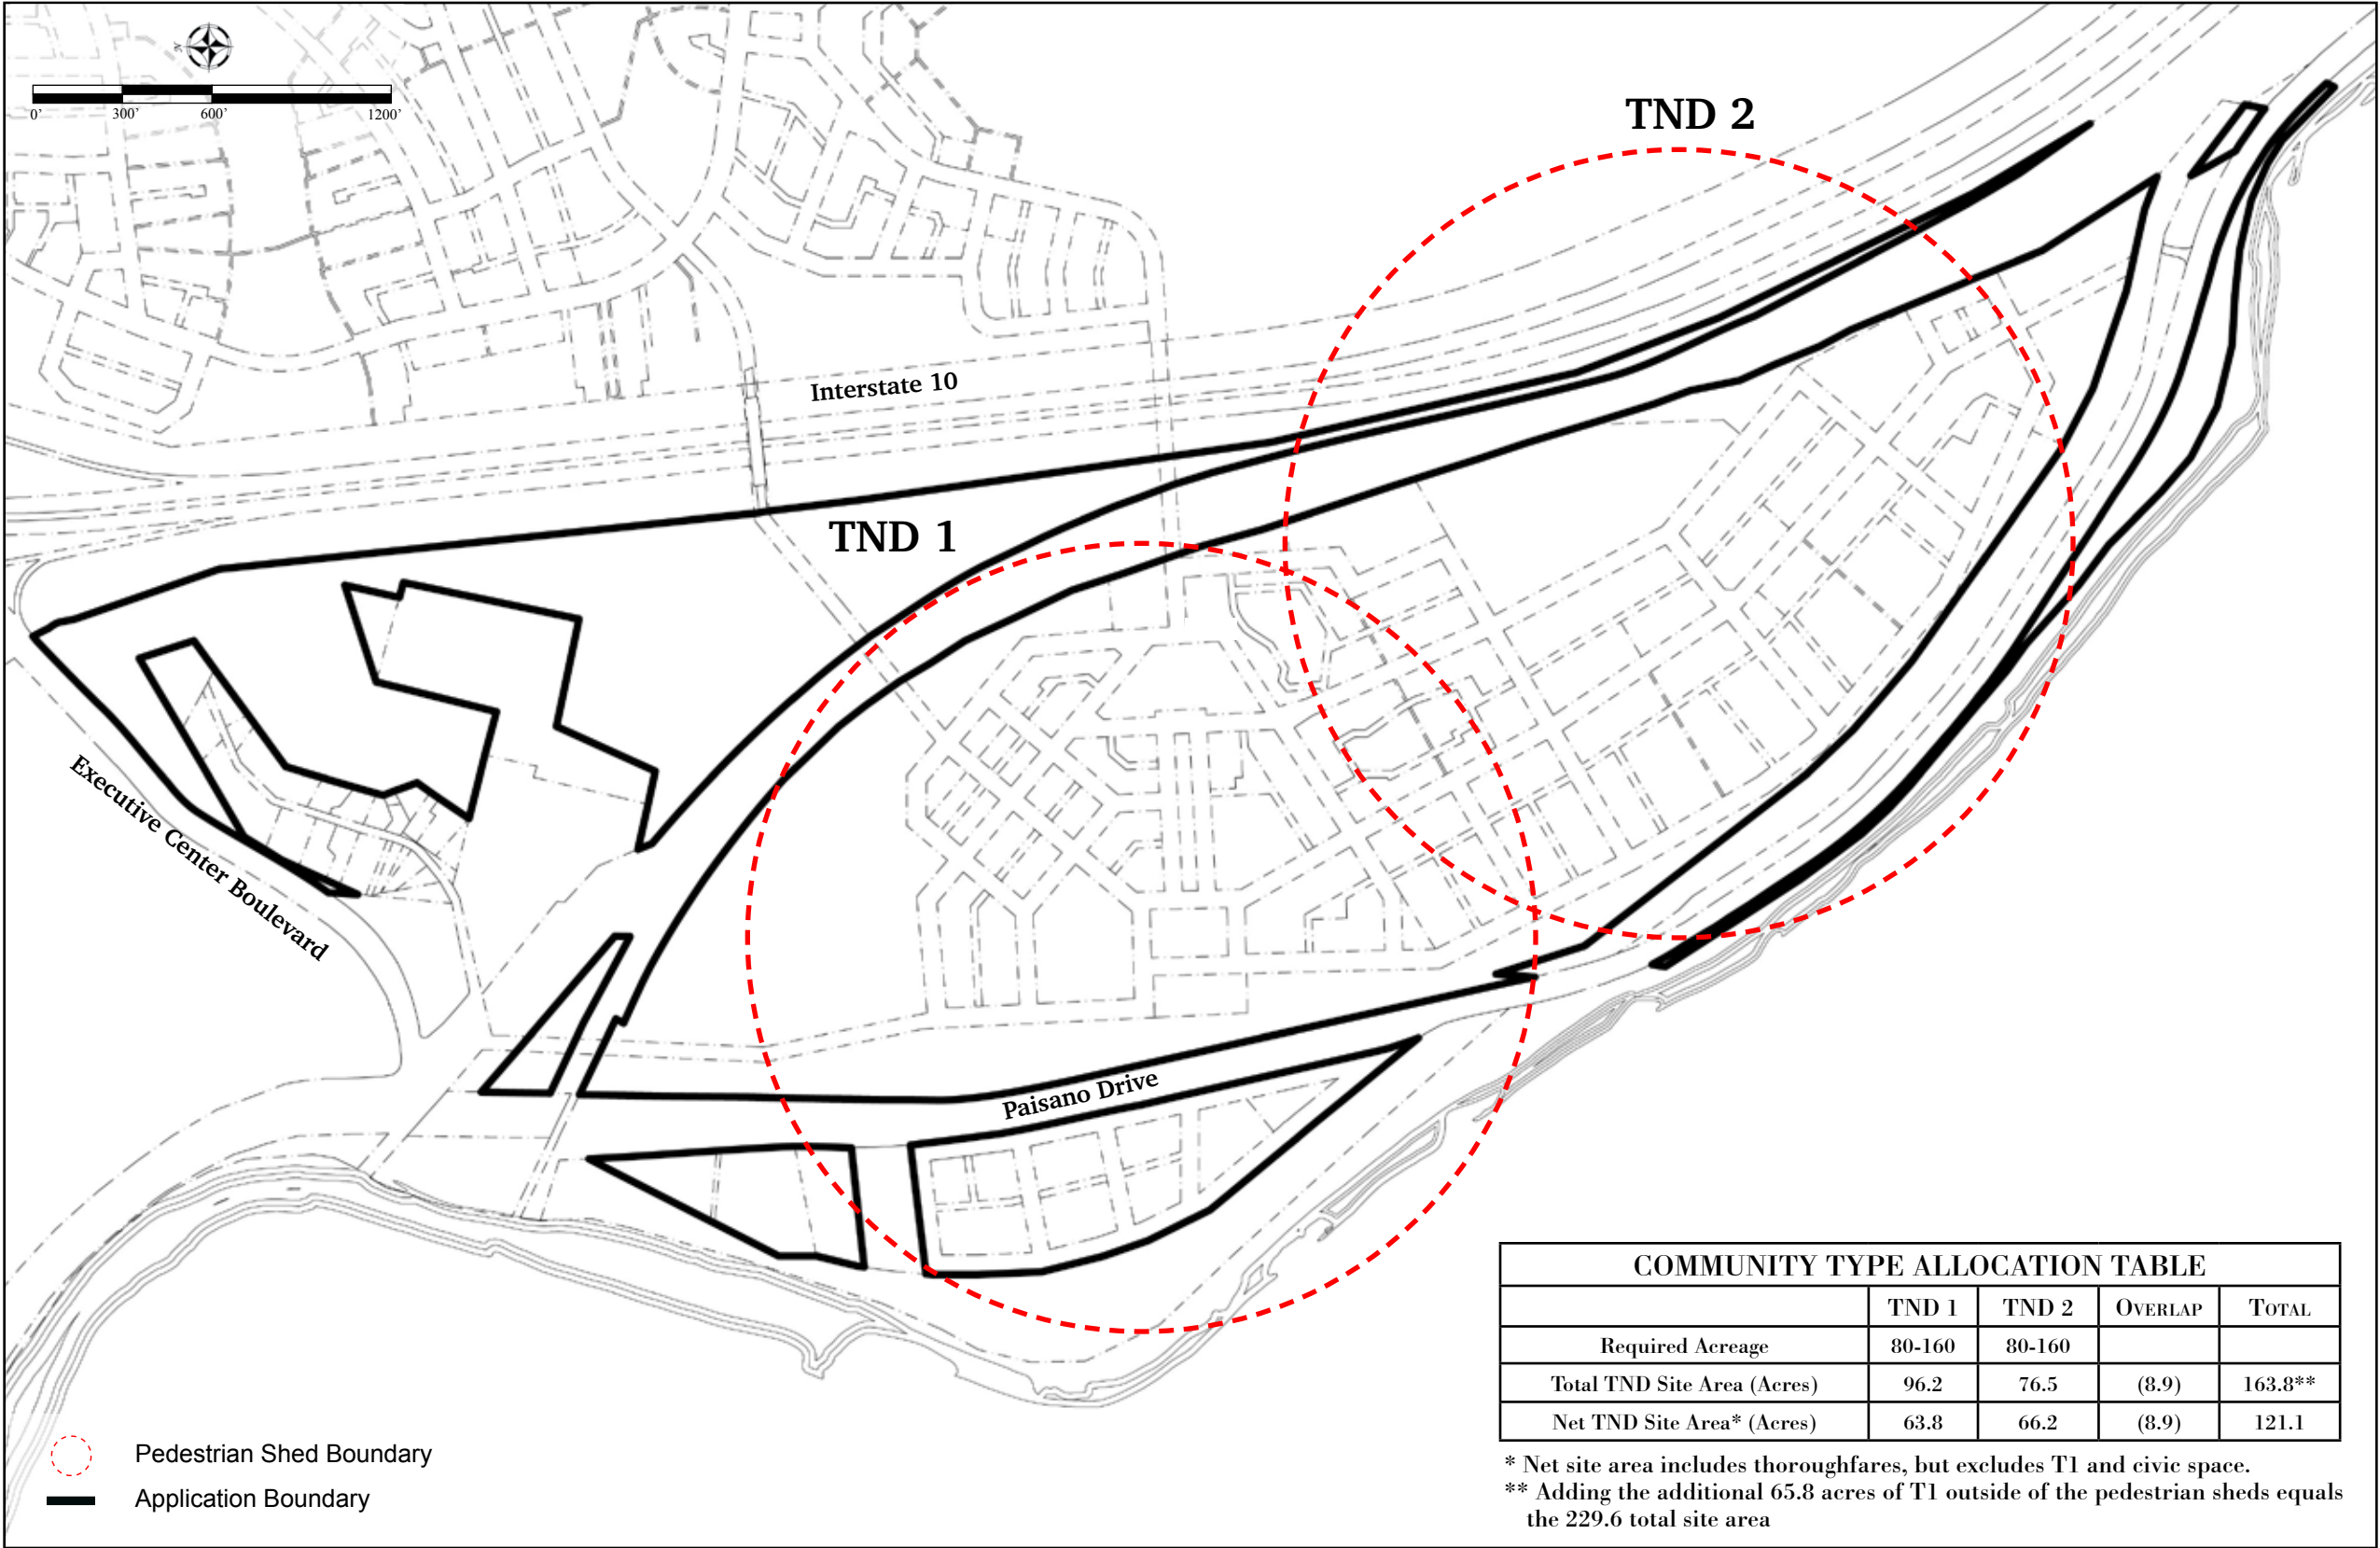 N
0'
300'
600'
1200'
TND 2
Interstate 10
TND 1
Executive Center Boulevard
Paisano Drive
COMMUNITY TYPE ALLOCATION TABLE
TND 1 TND 2 OVERLAP TOTAL
Required Acreage 80-160 80-160
Total TND Site Area (Acres) 96.2 76.5 (8.9) 163.8**
Net TND Site Area* (Acres) 63.8 66.2 (8.9) 121.1
* Net site area includes thoroughfares, but excludes T1 and civic space.
** Adding the additional 65.8 acres of T1 outside of the pedestrian sheds equals
the 229.6 total site area
Pedestrian Shed Boundary
Application Boundary